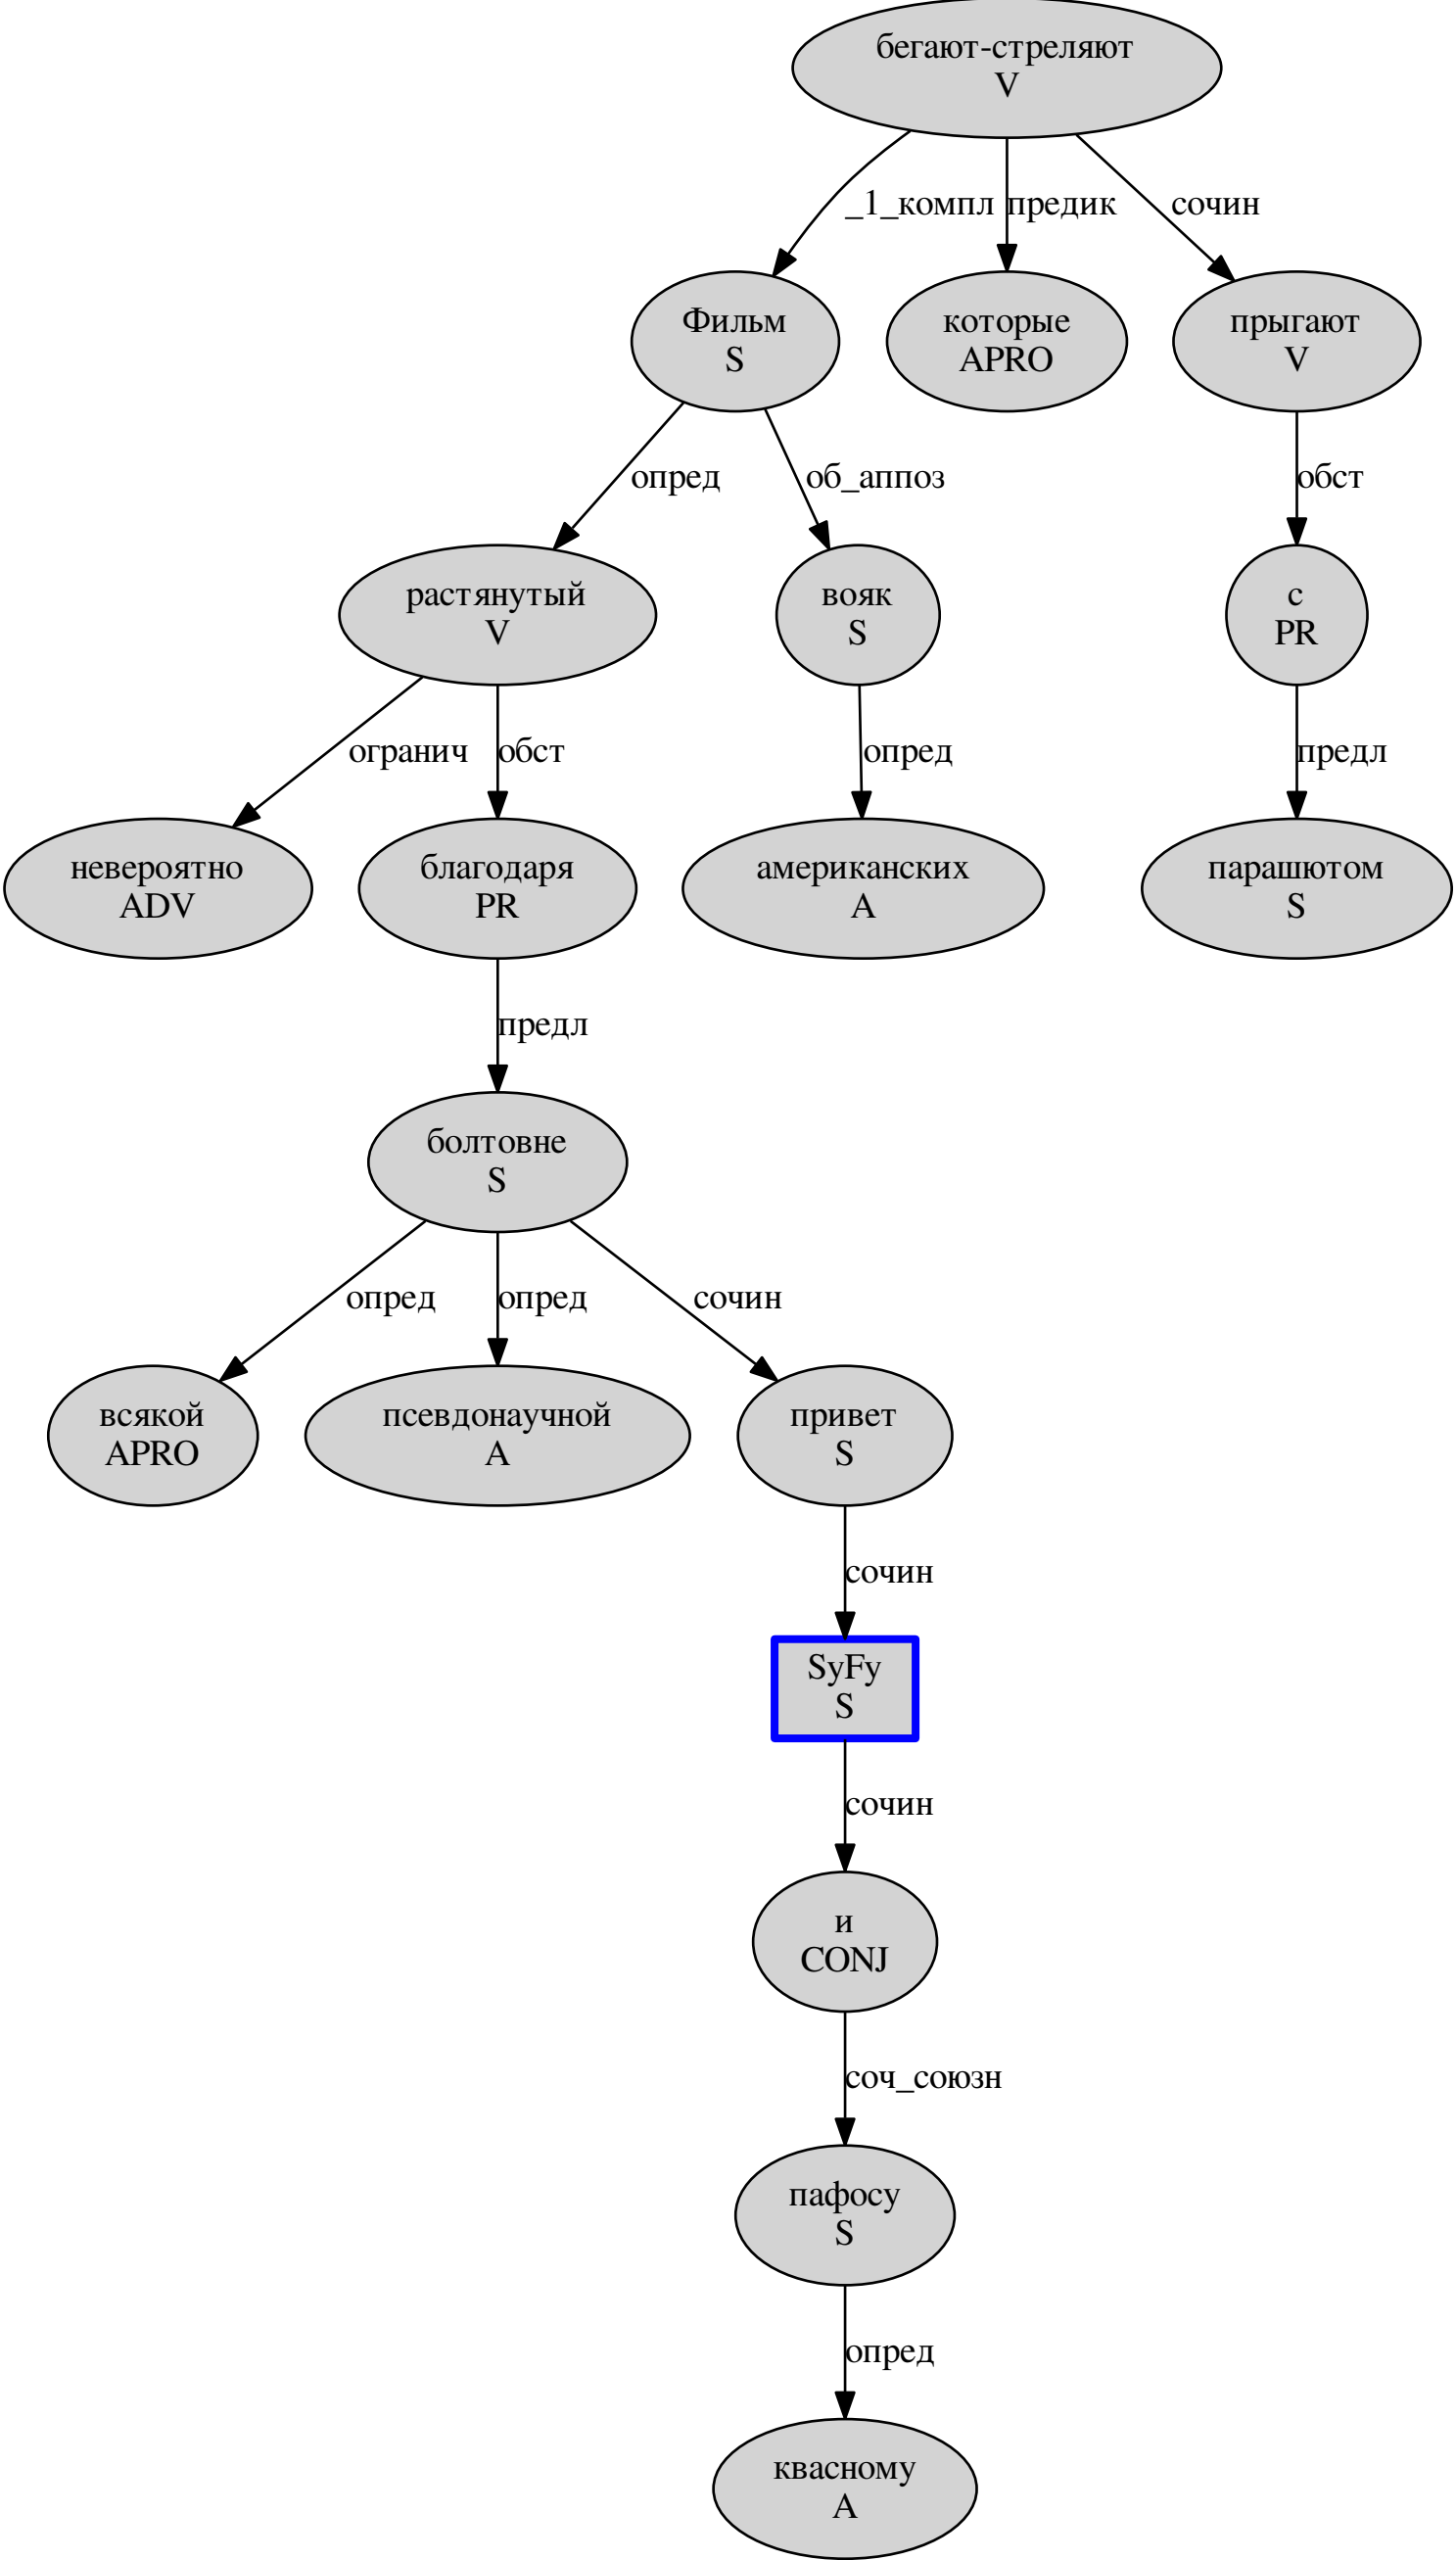 бегают-стреляют
V
_1_компл
предик
сочин
Фильм
S
которые
APRO
прыгают
V
опред
об_аппоз
обст
растянутый
V
вояк
S
с
PR
огранич
обст
опред
предл
невероятно
ADV
благодаря
PR
американских
A
парашютом
S
предл
болтовне
S
опред
опред
сочин
всякой
APRO
псевдонаучной
A
привет
S
сочин
SyFy
S
сочин
и
CONJ
соч_союзн
пафосу
S
опред
квасному
A